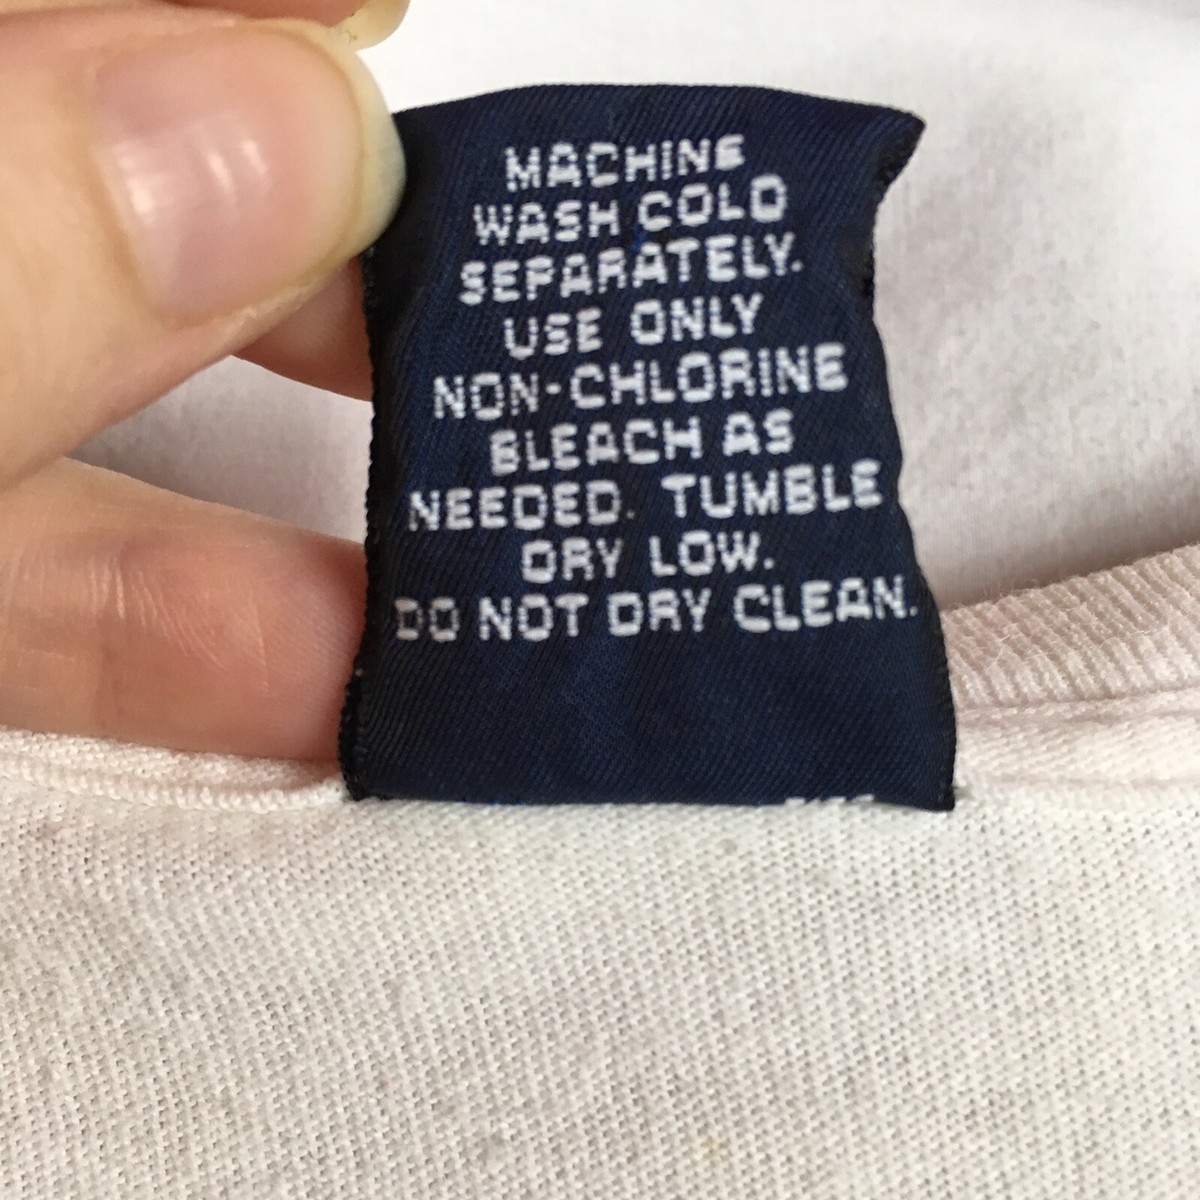 MACHINE
WASH COLD
SEPARATELY.
USE ONLY
NON-CHLORINE
BLEACH AS
NEEDED. TUMBLE
DRY LOW.
DO NOT DRY CLEAN.